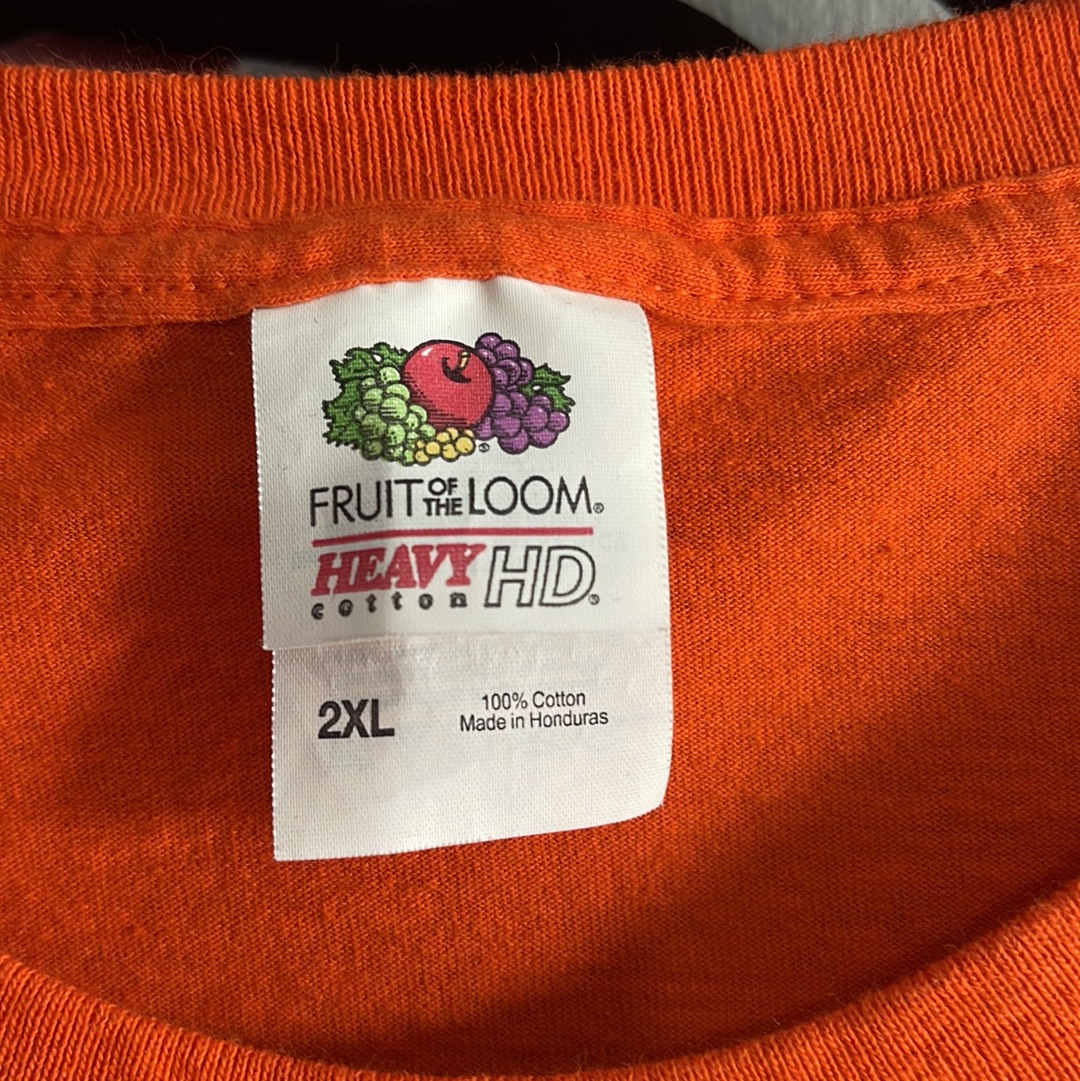 FRUIT OF THE LOOM®
HEAVY cotton HD®
2XL
100% Cotton
Made in Honduras